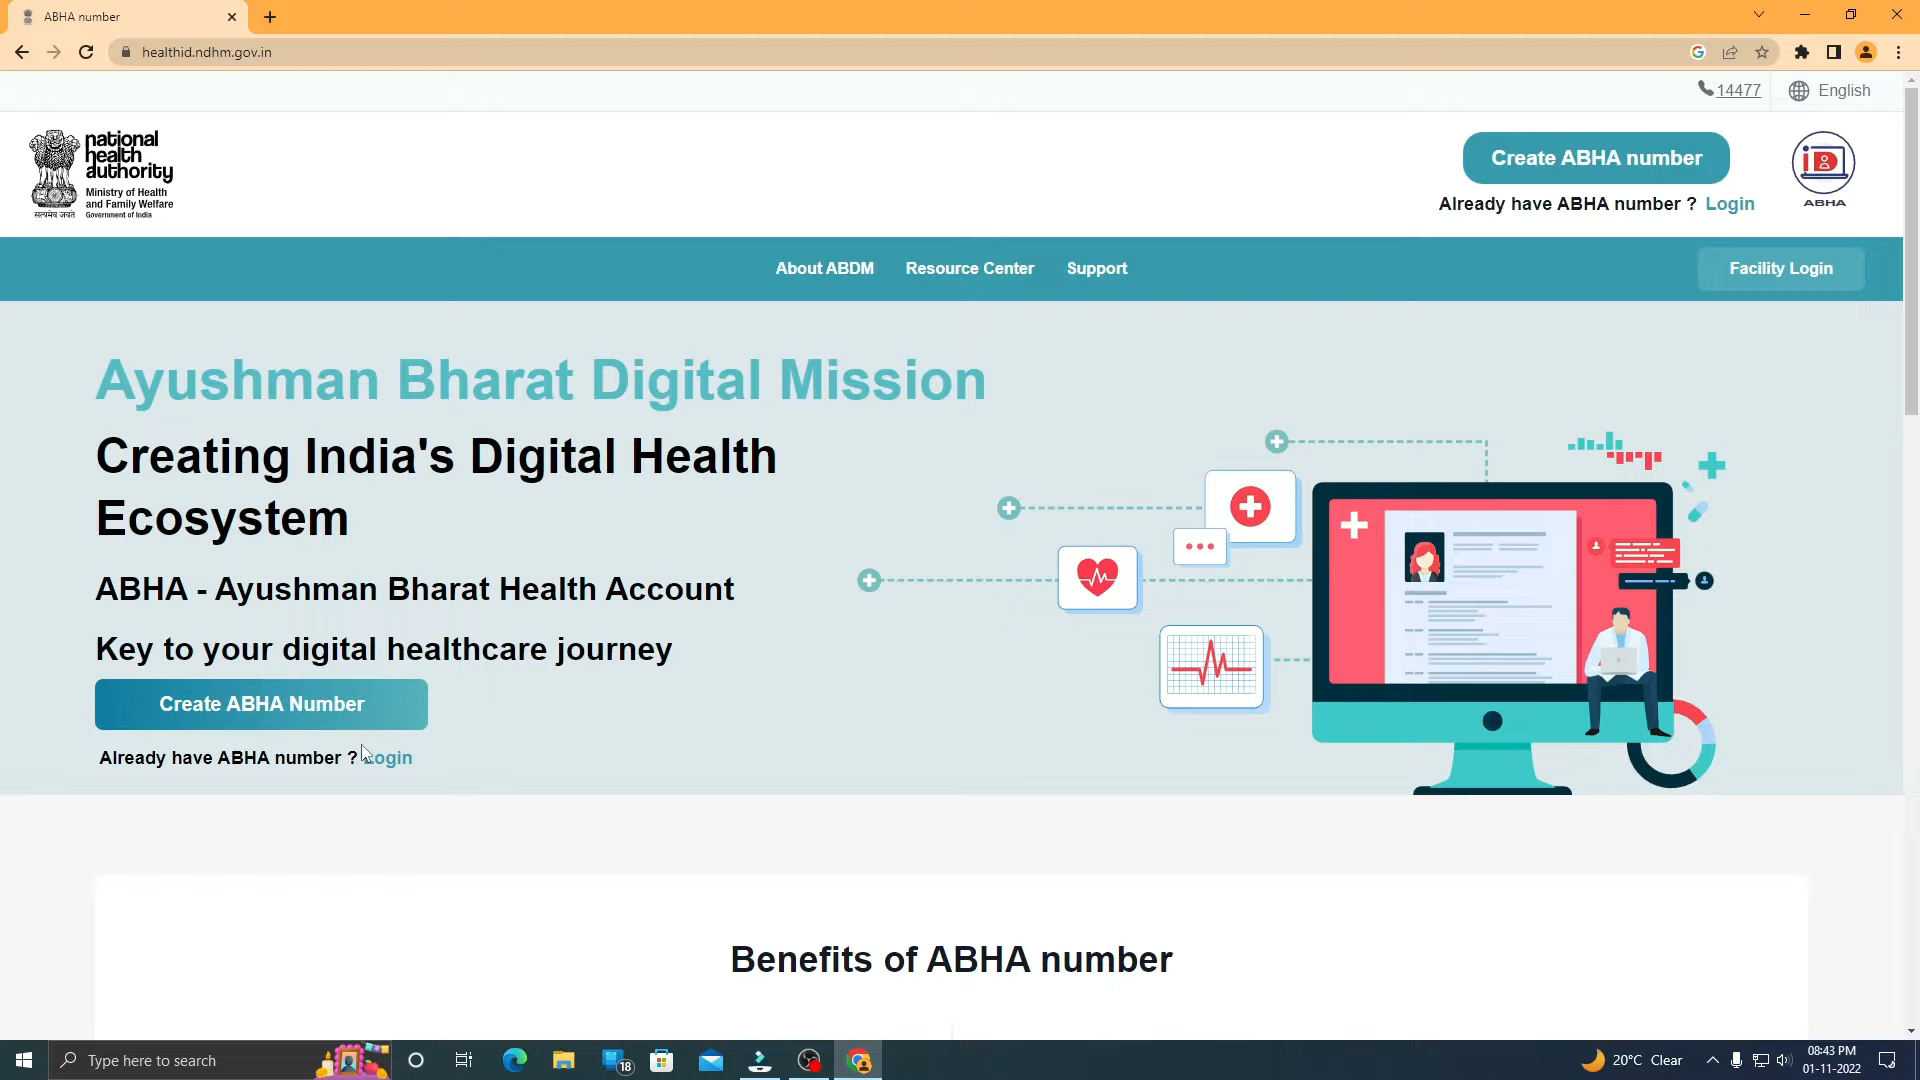 ABHA number
healthid.ndhm.gov.in
14477
English
national
health
authority
Ministry of Health
and Family Welfare
Government of India
सत्यमेव जयते
Create ABHA number
Already have ABHA number ? Login
ABHA
About ABDM
Resource Center
Support
Facility Login
Ayushman Bharat Digital Mission
Creating India's Digital Health
Ecosystem
ABHA - Ayushman Bharat Health Account
Key to your digital healthcare journey
Create ABHA Number
Already have ABHA number ? Login
Benefits of ABHA number
Type here to search
18
20°C Clear
08:43 PM
01-11-2022